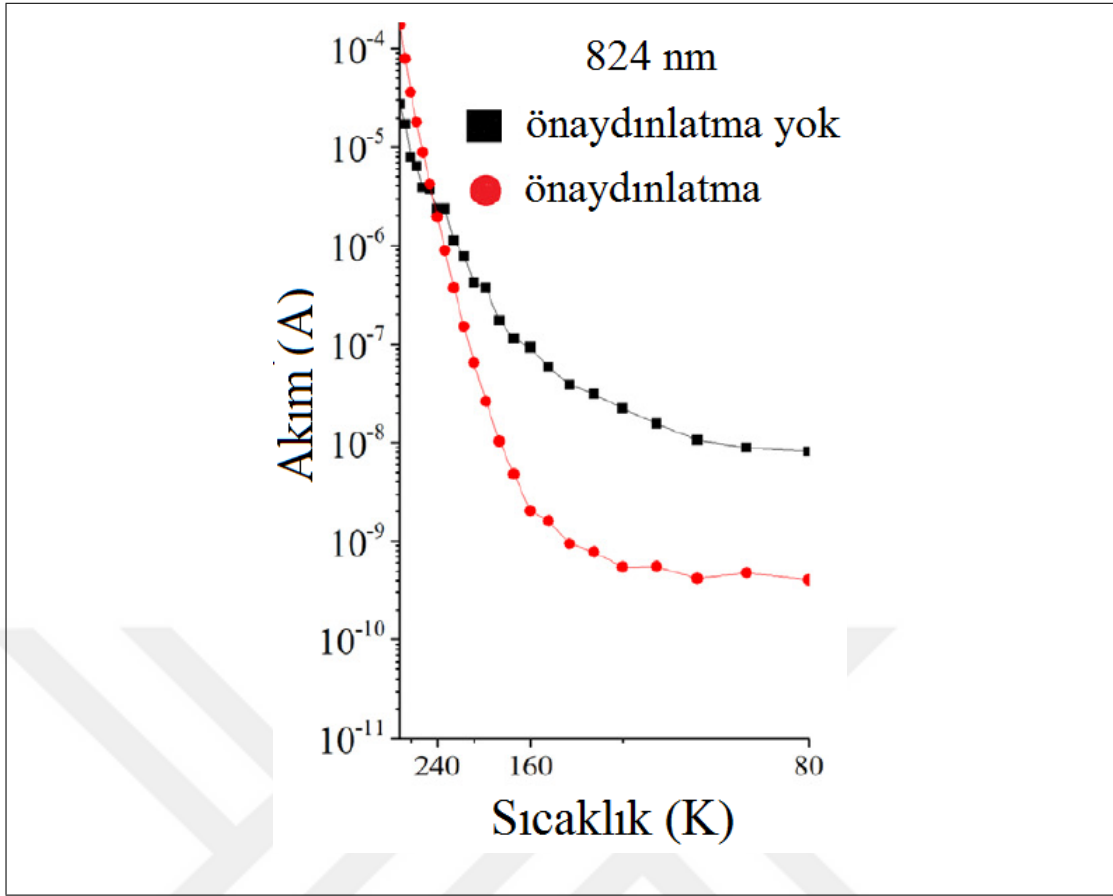 824 nm
önaydınlatma yok
önaydınlatma
Akım (A)
10⁻⁴
10⁻⁵
10⁻⁶
10⁻⁷
10⁻⁸
10⁻⁹
10⁻¹⁰
10⁻¹¹
240 160 80
Sıcaklık (K)